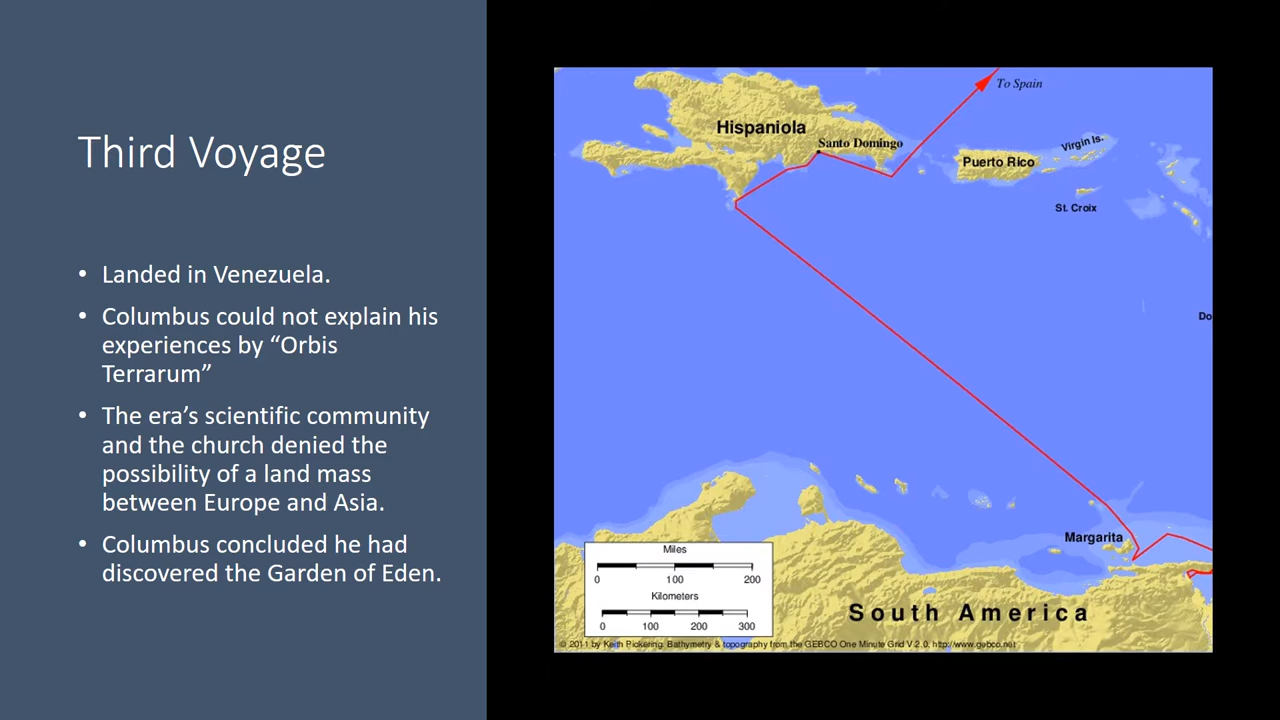 Third Voyage
• Landed in Venezuela.
• Columbus could not explain his
experiences by “Orbis
Terrarum”
• The era’s scientific community
and the church denied the
possibility of a land mass
between Europe and Asia.
• Columbus concluded he had
discovered the Garden of Eden.
To Spain
Hispaniola
Santo Domingo
Virgin Is.
Puerto Rico
St. Croix
Do
Margarita
Miles
0 100 200
Kilometers
0 100 200 300
South America
© 2011 by Keith Pickering. Bathymetry & topography from the GEBCO One Minute Grid V 2.0, http://www.gebco.net